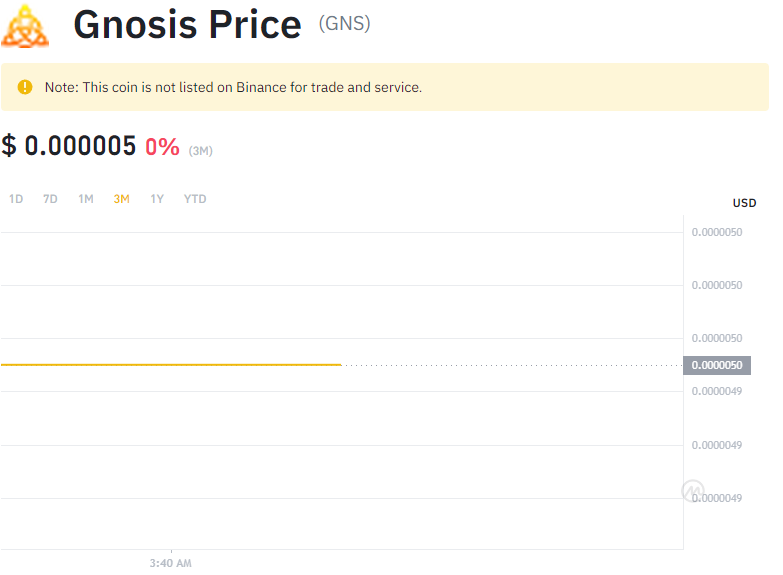 Gnosis Price (GNS)
Note: This coin is not listed on Binance for trade and service.
$ 0.000005 0% (3M)
1D 7D 1M 3M 1Y YTD
USD
0.0000050
0.0000050
0.0000050
0.0000050
0.0000049
0.0000049
0.0000049
3:40 AM